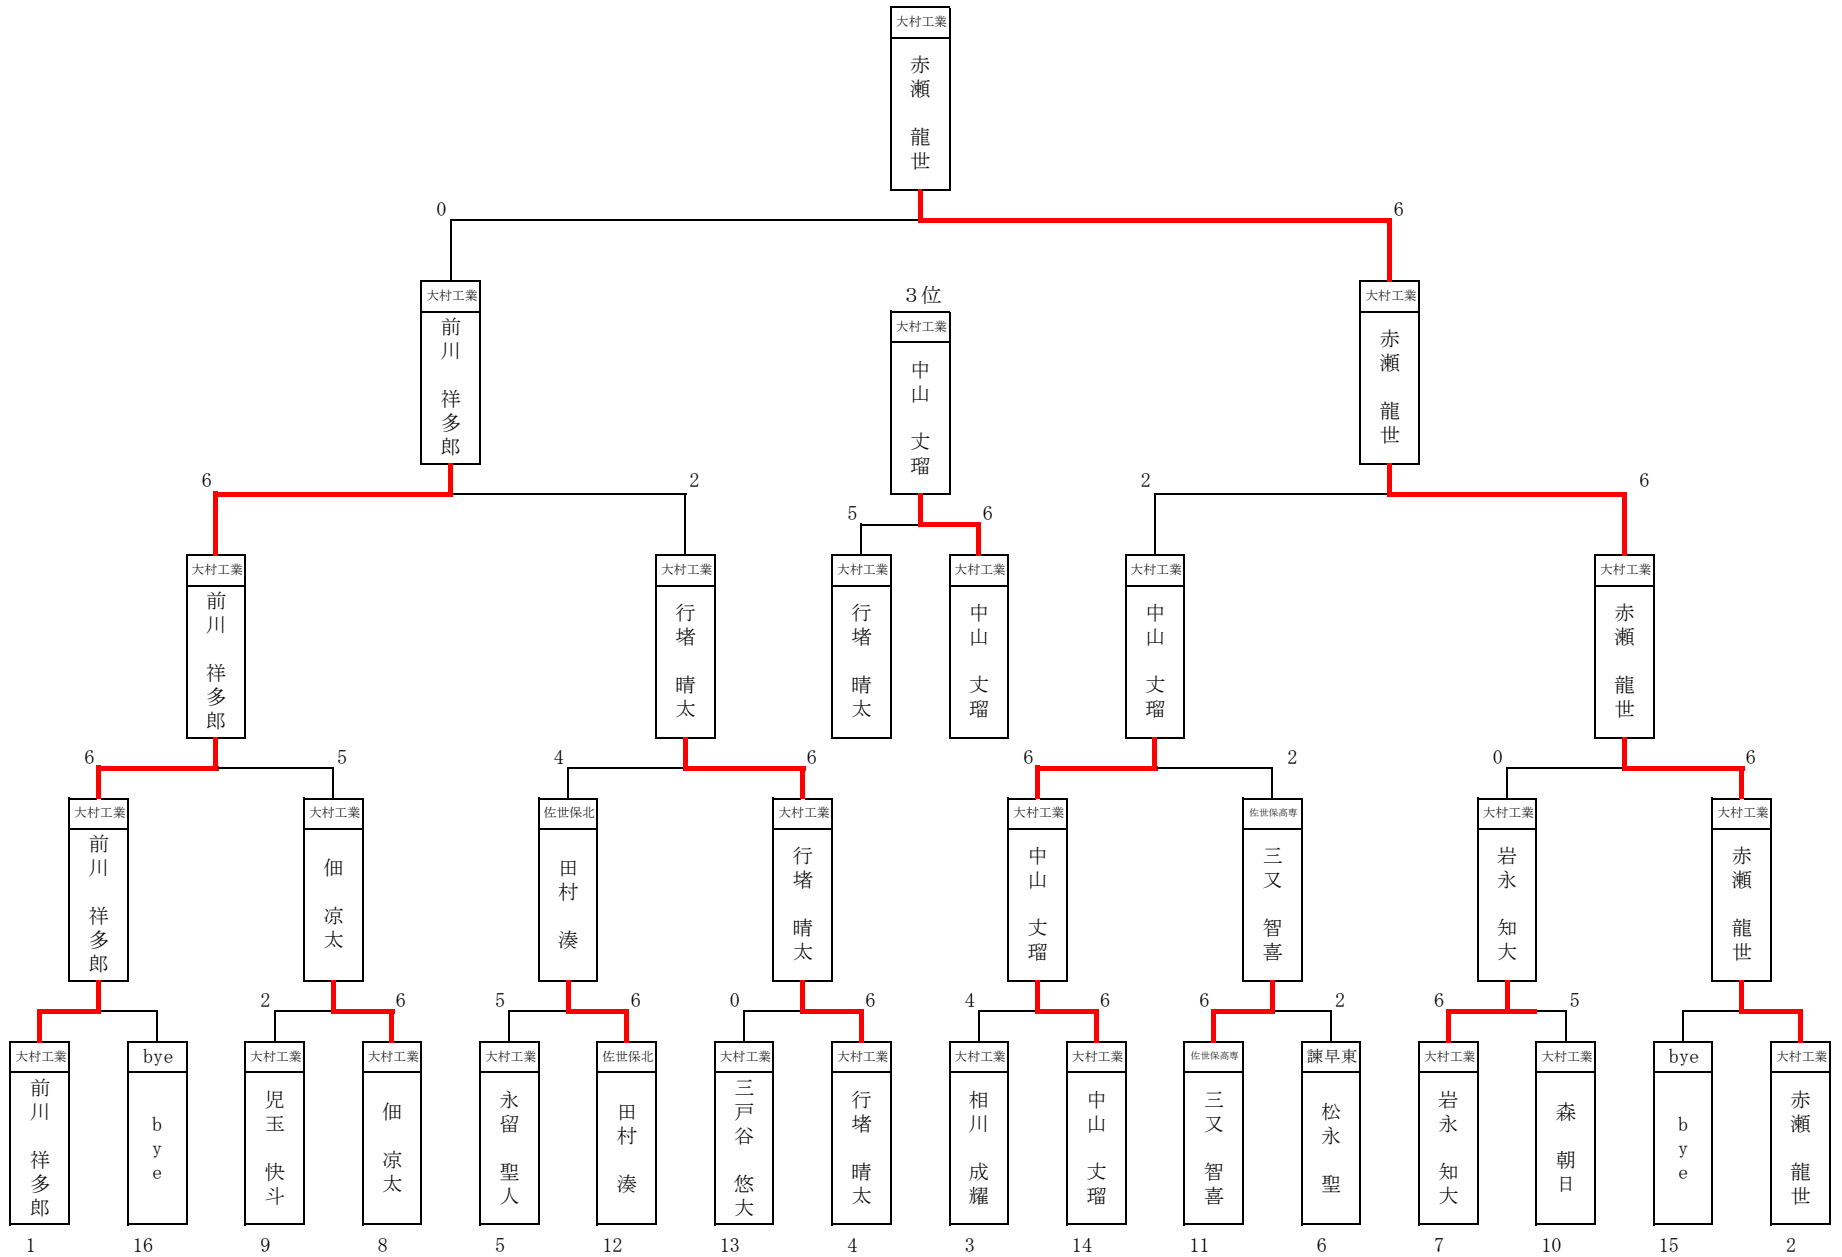 大村工業
赤瀬　龍世
0
6
大村工業
前川　祥多郎
３位
大村工業
中山　丈瑠
大村工業
赤瀬　龍世
6
2
5
6
2
6
大村工業
前川　祥多郎
大村工業
行堵　晴太
大村工業
行堵　晴太
大村工業
中山　丈瑠
大村工業
中山　丈瑠
大村工業
赤瀬　龍世
6
5
4
6
6
2
0
6
大村工業
前川　祥多郎
大村工業
佃　凉太
佐世保北
田村　湊
大村工業
行堵　晴太
大村工業
中山　丈瑠
佐世保高専
三又　智喜
大村工業
岩永　知大
大村工業
赤瀬　龍世
2
6
5
6
0
6
4
6
6
2
6
5
大村工業
前川　祥多郎
bye
bye
大村工業
児玉　快斗
大村工業
佃　凉太
大村工業
永留　聖人
佐世保北
田村　湊
大村工業
三戸谷　悠大
大村工業
行堵　晴太
大村工業
相川　成耀
大村工業
中山　丈瑠
佐世保高専
三又　智喜
諫早東
松永　聖
大村工業
岩永　知大
大村工業
森　朝日
bye
bye
大村工業
赤瀬　龍世
1
16
9
8
5
12
13
4
3
14
11
6
7
10
15
2